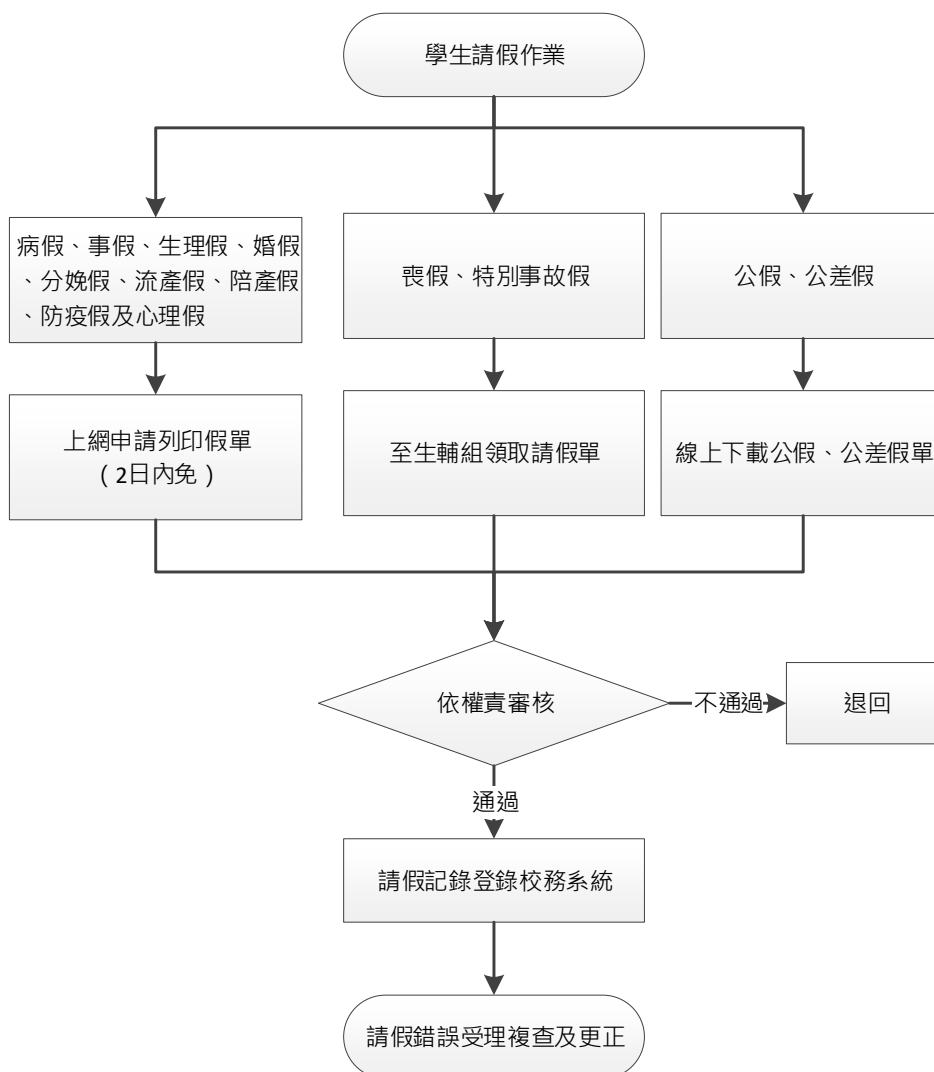 學生請假作業
病假、事假、生理假、婚假
、分娩假、流產假、陪產假
、防疫假及心理假
喪假、特別事故假
公假、公差假
上網申請列印假單
（2日內免）
至生輔組領取請假單
線上下載公假、公差假單
依權責審核
不通過
退回
通過
請假記錄登錄校務系統
請假錯誤受理複查及更正